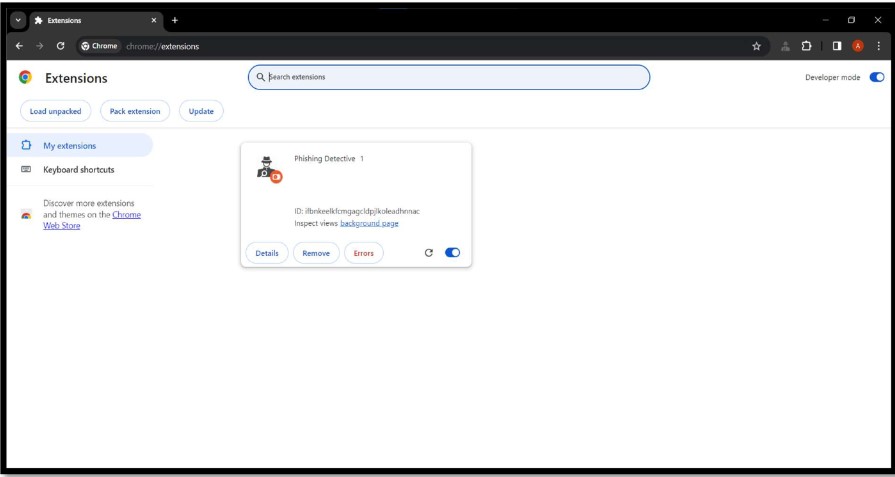 Extensions
Chrome chrome://extensions
A
Extensions
Search extensions
Developer mode
Load unpacked Pack extension Update
My extensions
Keyboard shortcuts
Discover more extensions
and themes on the Chrome
Web Store
Phishing Detective 1
Inspect views background page
Details Remove Errors